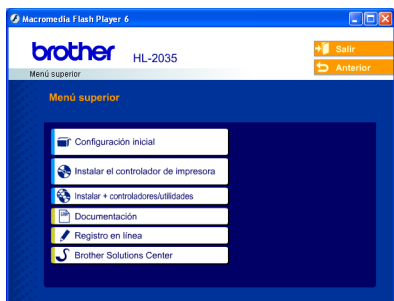 Macromedia Flash Player 6
brother
HL-2035
Salir
Anterior
Menú superior
Menú superior
Configuración inicial
Instalar el controlador de impresora
Instalar + controladores/utilidades
Documentación
Registro en línea
Brother Solutions Center